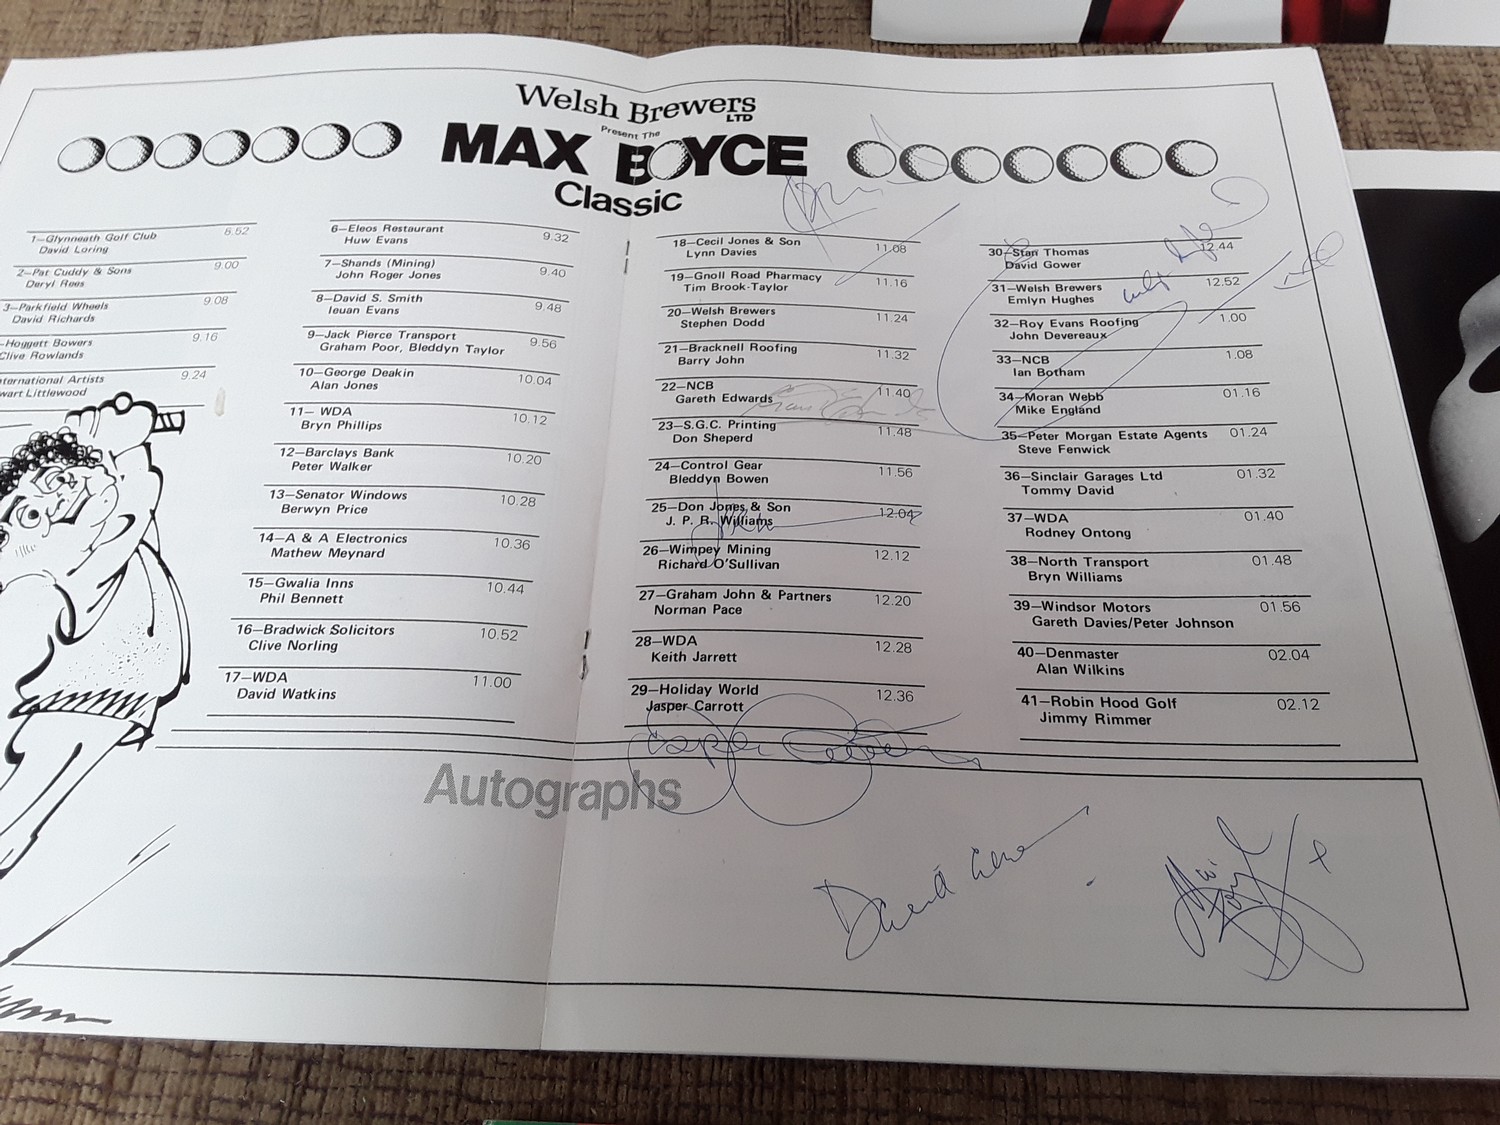 Welsh Brewers
LTD
Present The
MAX BOYCE
Classic
1—Glynneath Golf Club 8.52
David Loring
2—Pat Cuddy & Sons 9.00
Deryl Rees
3—Parkfield Wheels 9.08
David Richards
—Hoggett Bowers 9.16
Clive Rowlands
ternational Artists 9.24
wart Littlewood
6—Eleos Restaurant 9.32
Huw Evans
7—Shands (Mining) 9.40
John Roger Jones
8—David S. Smith 9.48
Ieuan Evans
9—Jack Pierce Transport 9.56
Graham Poor, Bleddyn Taylor
10—George Deakin 10.04
Alan Jones
11— WDA 10.12
Bryn Phillips
12—Barclays Bank 10.20
Peter Walker
13—Senator Windows 10.28
Berwyn Price
14—A & A Electronics 10.36
Mathew Meynard
15—Gwalia Inns 10.44
Phil Bennett
16—Bradwick Solicitors 10.52
Clive Norling
17—WDA 11.00
David Watkins
18—Cecil Jones & Son 11.08
Lynn Davies
19—Gnoll Road Pharmacy 11.16
Tim Brook-Taylor
20—Welsh Brewers 11.24
Stephen Dodd
21—Bracknell Roofing 11.32
Barry John
22—NCB 11.40
Gareth Edwards
23—S.G.C. Printing 11.48
Don Sheperd
24—Control Gear 11.56
Bleddyn Bowen
25—Don Jones & Son 12.04
J. P. R. Williams
26—Wimpey Mining 12.12
Richard O'Sullivan
27—Graham John & Partners 12.20
Norman Pace
28—WDA 12.28
Keith Jarrett
29—Holiday World 12.36
Jasper Carrott
30—Stan Thomas 12.44
David Gower
31—Welsh Brewers 12.52
Emlyn Hughes
32—Roy Evans Roofing 1.00
John Devereaux
33—NCB 1.08
Ian Botham
34—Moran Webb 01.16
Mike England
35—Peter Morgan Estate Agents 01.24
Steve Fenwick
36—Sinclair Garages Ltd 01.32
Tommy David
37—WDA 01.40
Rodney Ontong
38—North Transport 01.48
Bryn Williams
39—Windsor Motors 01.56
Gareth Davies/Peter Johnson
40—Denmaster 02.04
Alan Wilkins
41—Robin Hood Golf 02.12
Jimmy Rimmer
Jasper Carrott
Autographs
David Gower